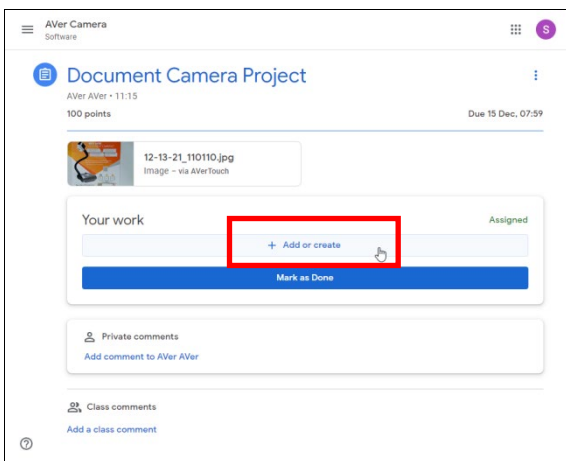 AVer Camera
Software
S
Document Camera Project
AVer AVer • 11:15
100 points
Due 15 Dec, 07:59
12-13-21_110110.jpg
Image – via AVerTouch
Your work
Assigned
+ Add or create
Mark as Done
Private comments
Add comment to AVer AVer
Class comments
Add a class comment